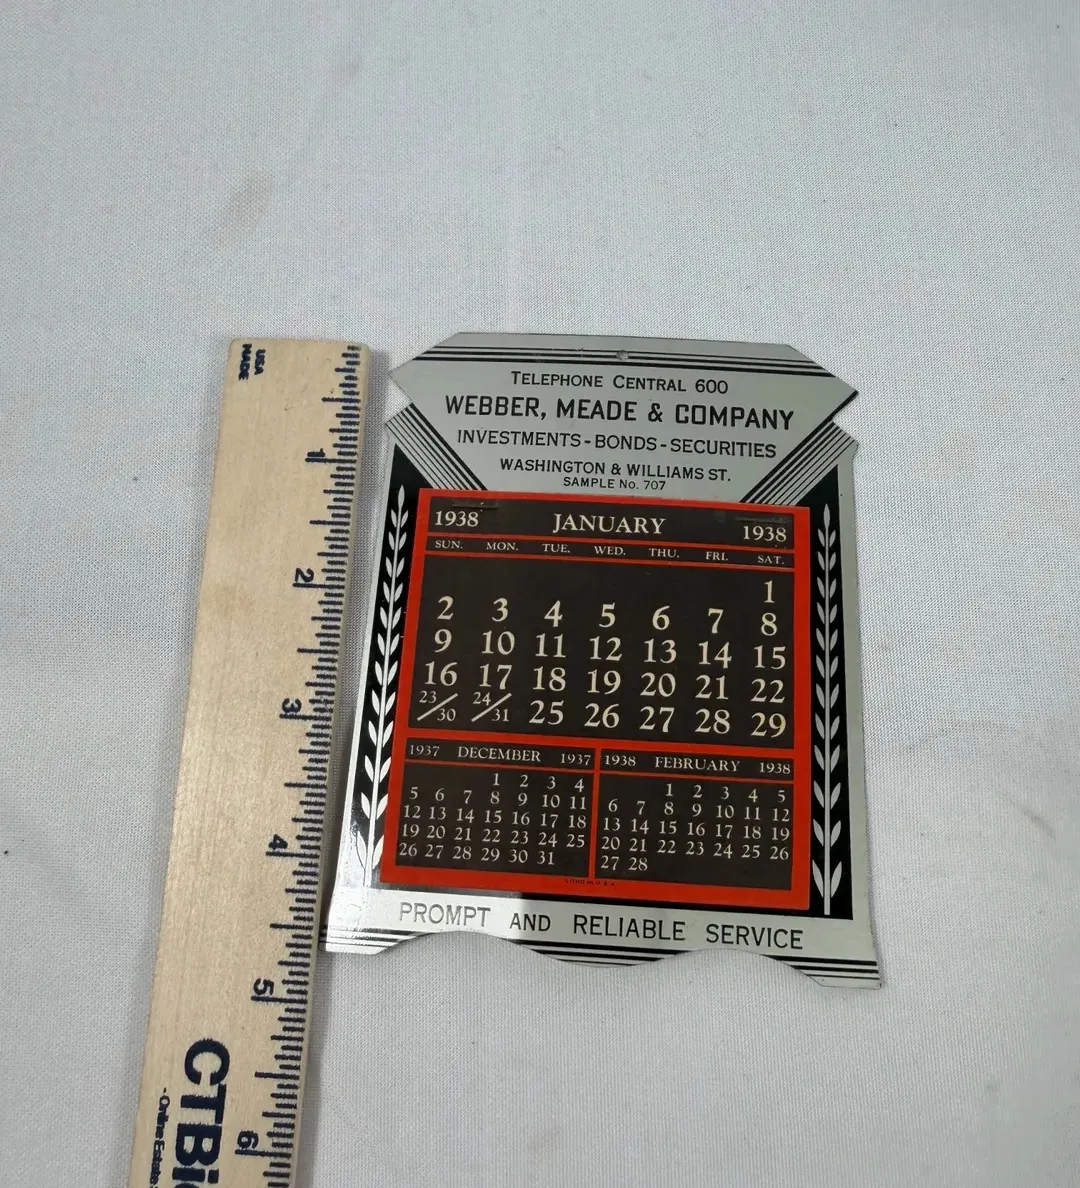 MADE
USA
1
2
3
4
5
6
CTBi
TELEPHONE CENTRAL 600
WEBBER, MEADE & COMPANY
INVESTMENTS-BONDS-SECURITIES
WASHINGTON & WILLIAMS ST.
SAMPLE No. 707
1938 JANUARY 1938
SUN. MON. TUE. WED. THU. FRI. SAT.
1
2 3 4 5 6 7 8
9 10 11 12 13 14 15
16 17 18 19 20 21 22
23/30 24/31 25 26 27 28 29
1937 DECEMBER 1937
1 2 3 4
5 6 7 8 9 10 11
12 13 14 15 16 17 18
19 20 21 22 23 24 25
26 27 28 29 30 31
1938 FEBRUARY 1938
1 2 3 4 5
6 7 8 9 10 11 12
13 14 15 16 17 18 19
20 21 22 23 24 25 26
27 28
LITHO IN U.S.A.
PROMPT AND RELIABLE SERVICE